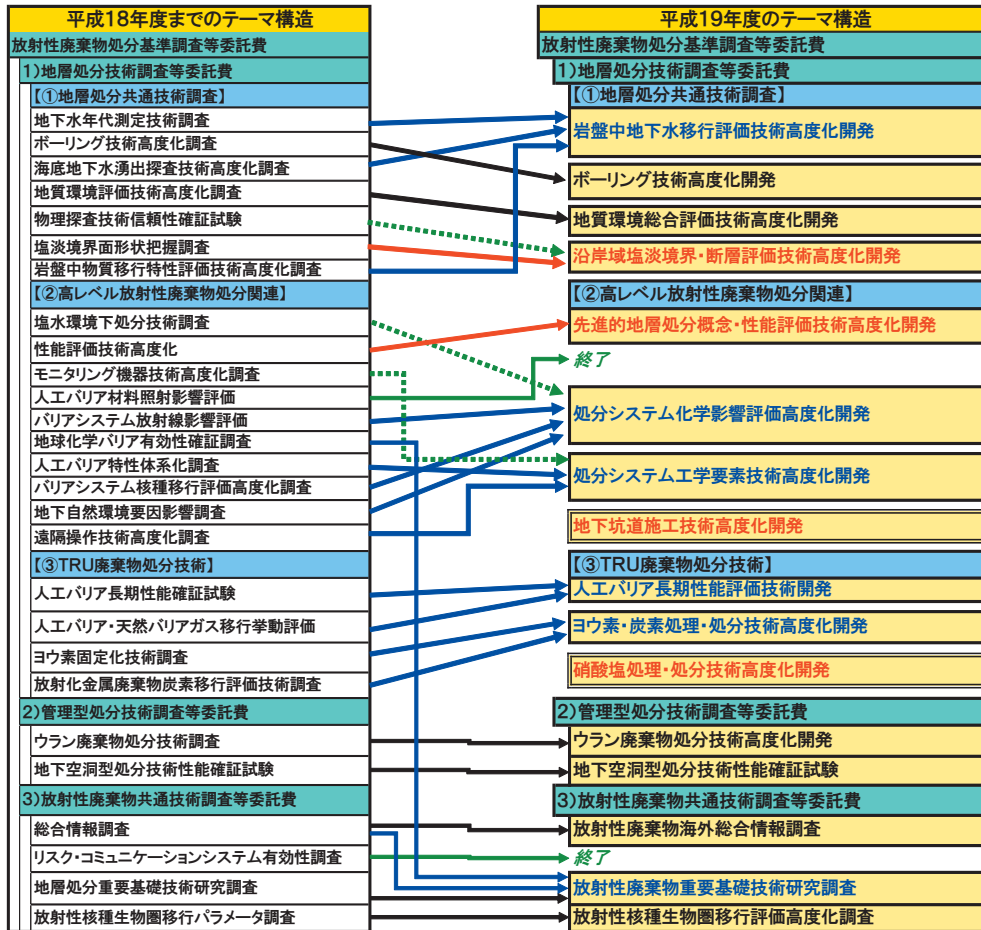 平成18年度までのテーマ構造
放射性廃棄物処分基準調査等委託費
1)地層処分技術調査等委託費
【①地層処分共通技術調査】
地下水年代測定技術調査
ボーリング技術高度化調査
海底地下水湧出探査技術高度化調査
地質環境評価技術高度化調査
物理探査技術信頼性確証試験
塩淡境界面形状把握調査
岩盤中物質移行特性評価技術高度化調査
【②高レベル放射性廃棄物処分関連】
塩水環境下処分技術調査
性能評価技術高度化
モニタリング機器技術高度化調査
人工バリア材料照射影響評価
バリアシステム放射線影響評価
地球化学バリア有効性確証調査
人工バリア特性体系化調査
バリアシステム核種移行評価高度化調査
地下自然環境要因影響調査
遠隔操作技術高度化調査
【③TRU廃棄物処分技術】
人工バリア長期性能確証試験
人工バリア・天然バリアガス移行挙動評価
ヨウ素固定化技術調査
放射化金属廃棄物炭素移行評価技術調査
2)管理型処分技術調査等委託費
ウラン廃棄物処分技術調査
地下空洞型処分技術性能確証試験
3)放射性廃棄物共通技術調査等委託費
総合情報調査
リスク・コミュニケーションシステム有効性調査
地層処分重要基礎技術研究調査
放射性核種生物圏移行パラメータ調査
平成19年度のテーマ構造
放射性廃棄物処分基準調査等委託費
1)地層処分技術調査等委託費
【①地層処分共通技術調査】
岩盤中地下水移行評価技術高度化開発
ボーリング技術高度化開発
地質環境総合評価技術高度化開発
沿岸域塩淡境界・断層評価技術高度化開発
【②高レベル放射性廃棄物処分関連】
先進的地層処分概念・性能評価技術高度化開発
終了
処分システム化学影響評価高度化開発
処分システム工学要素技術高度化開発
地下坑道施工技術高度化開発
【③TRU廃棄物処分技術】
人工バリア長期性能評価技術開発
ヨウ素・炭素処理・処分技術高度化開発
硝酸塩処理・処分技術高度化開発
2)管理型処分技術調査等委託費
ウラン廃棄物処分技術高度化開発
地下空洞型処分技術性能確証試験
3)放射性廃棄物共通技術調査等委託費
放射性廃棄物海外総合情報調査
終了
放射性廃棄物重要基礎技術研究調査
放射性核種生物圏移行評価高度化調査